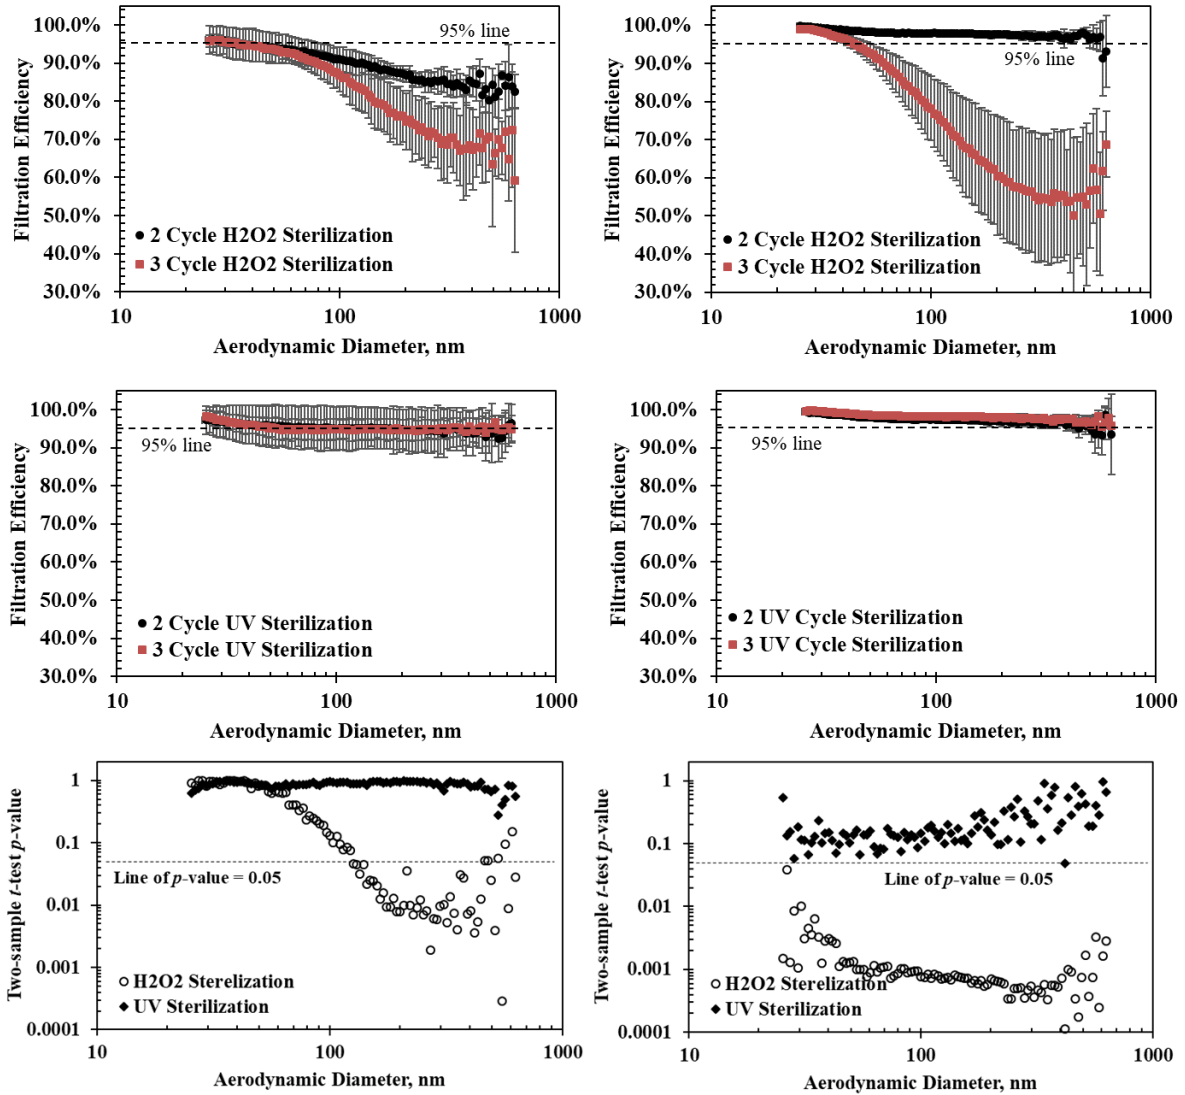 100.0%
90.0%
80.0%
70.0%
60.0%
50.0%
40.0%
30.0%
Filtration Efficiency
95% line
2 Cycle H2O2 Sterilization
3 Cycle H2O2 Sterilization
10
100
1000
Aerodynamic Diameter, nm
100.0%
90.0%
80.0%
70.0%
60.0%
50.0%
40.0%
30.0%
Filtration Efficiency
95% line
2 Cycle H2O2 Sterilization
3 Cycle H2O2 Sterilization
10
100
1000
Aerodynamic Diameter, nm
100.0%
90.0%
80.0%
70.0%
60.0%
50.0%
40.0%
30.0%
Filtration Efficiency
95% line
2 Cycle UV Sterilization
3 Cycle UV Sterilization
10
100
1000
Aerodynamic Diameter, nm
100.0%
90.0%
80.0%
70.0%
60.0%
50.0%
40.0%
30.0%
Filtration Efficiency
95% line
2 UV Cycle Sterilization
3 UV Cycle Sterilization
10
100
1000
Aerodynamic Diameter, nm
1
0.1
0.01
0.001
0.0001
Two-sample t-test p-value
Line of p-value = 0.05
H2O2 Sterelization
UV Sterilization
10
100
1000
Aerodynamic Diameter, nm
1
0.1
0.01
0.001
0.0001
Two-sample t-test p-value
Line of p-value = 0.05
H2O2 Sterelization
UV Sterilization
10
100
1000
Aerodynamic Diameter, nm